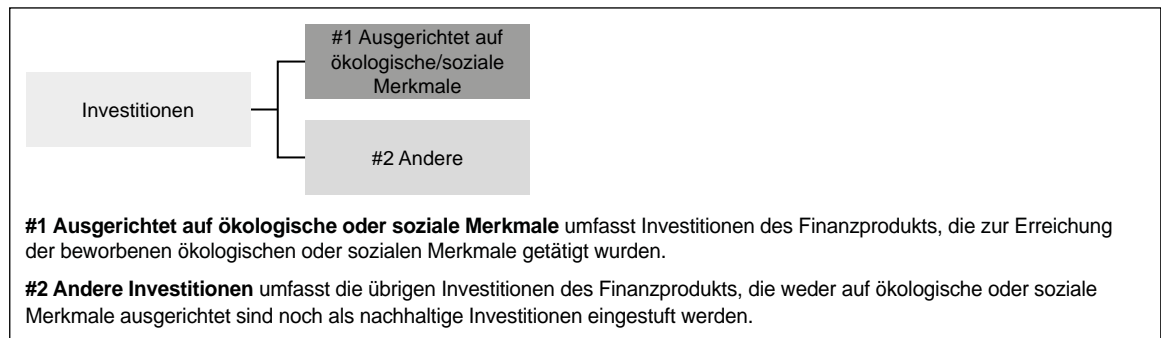 #1 Ausgerichtet auf
ökologische/soziale
Merkmale
Investitionen
#2 Andere
#1 Ausgerichtet auf ökologische oder soziale Merkmale umfasst Investitionen des Finanzprodukts, die zur Erreichung
der beworbenen ökologischen oder sozialen Merkmale getätigt wurden.
#2 Andere Investitionen umfasst die übrigen Investitionen des Finanzprodukts, die weder auf ökologische oder soziale
Merkmale ausgerichtet sind noch als nachhaltige Investitionen eingestuft werden.